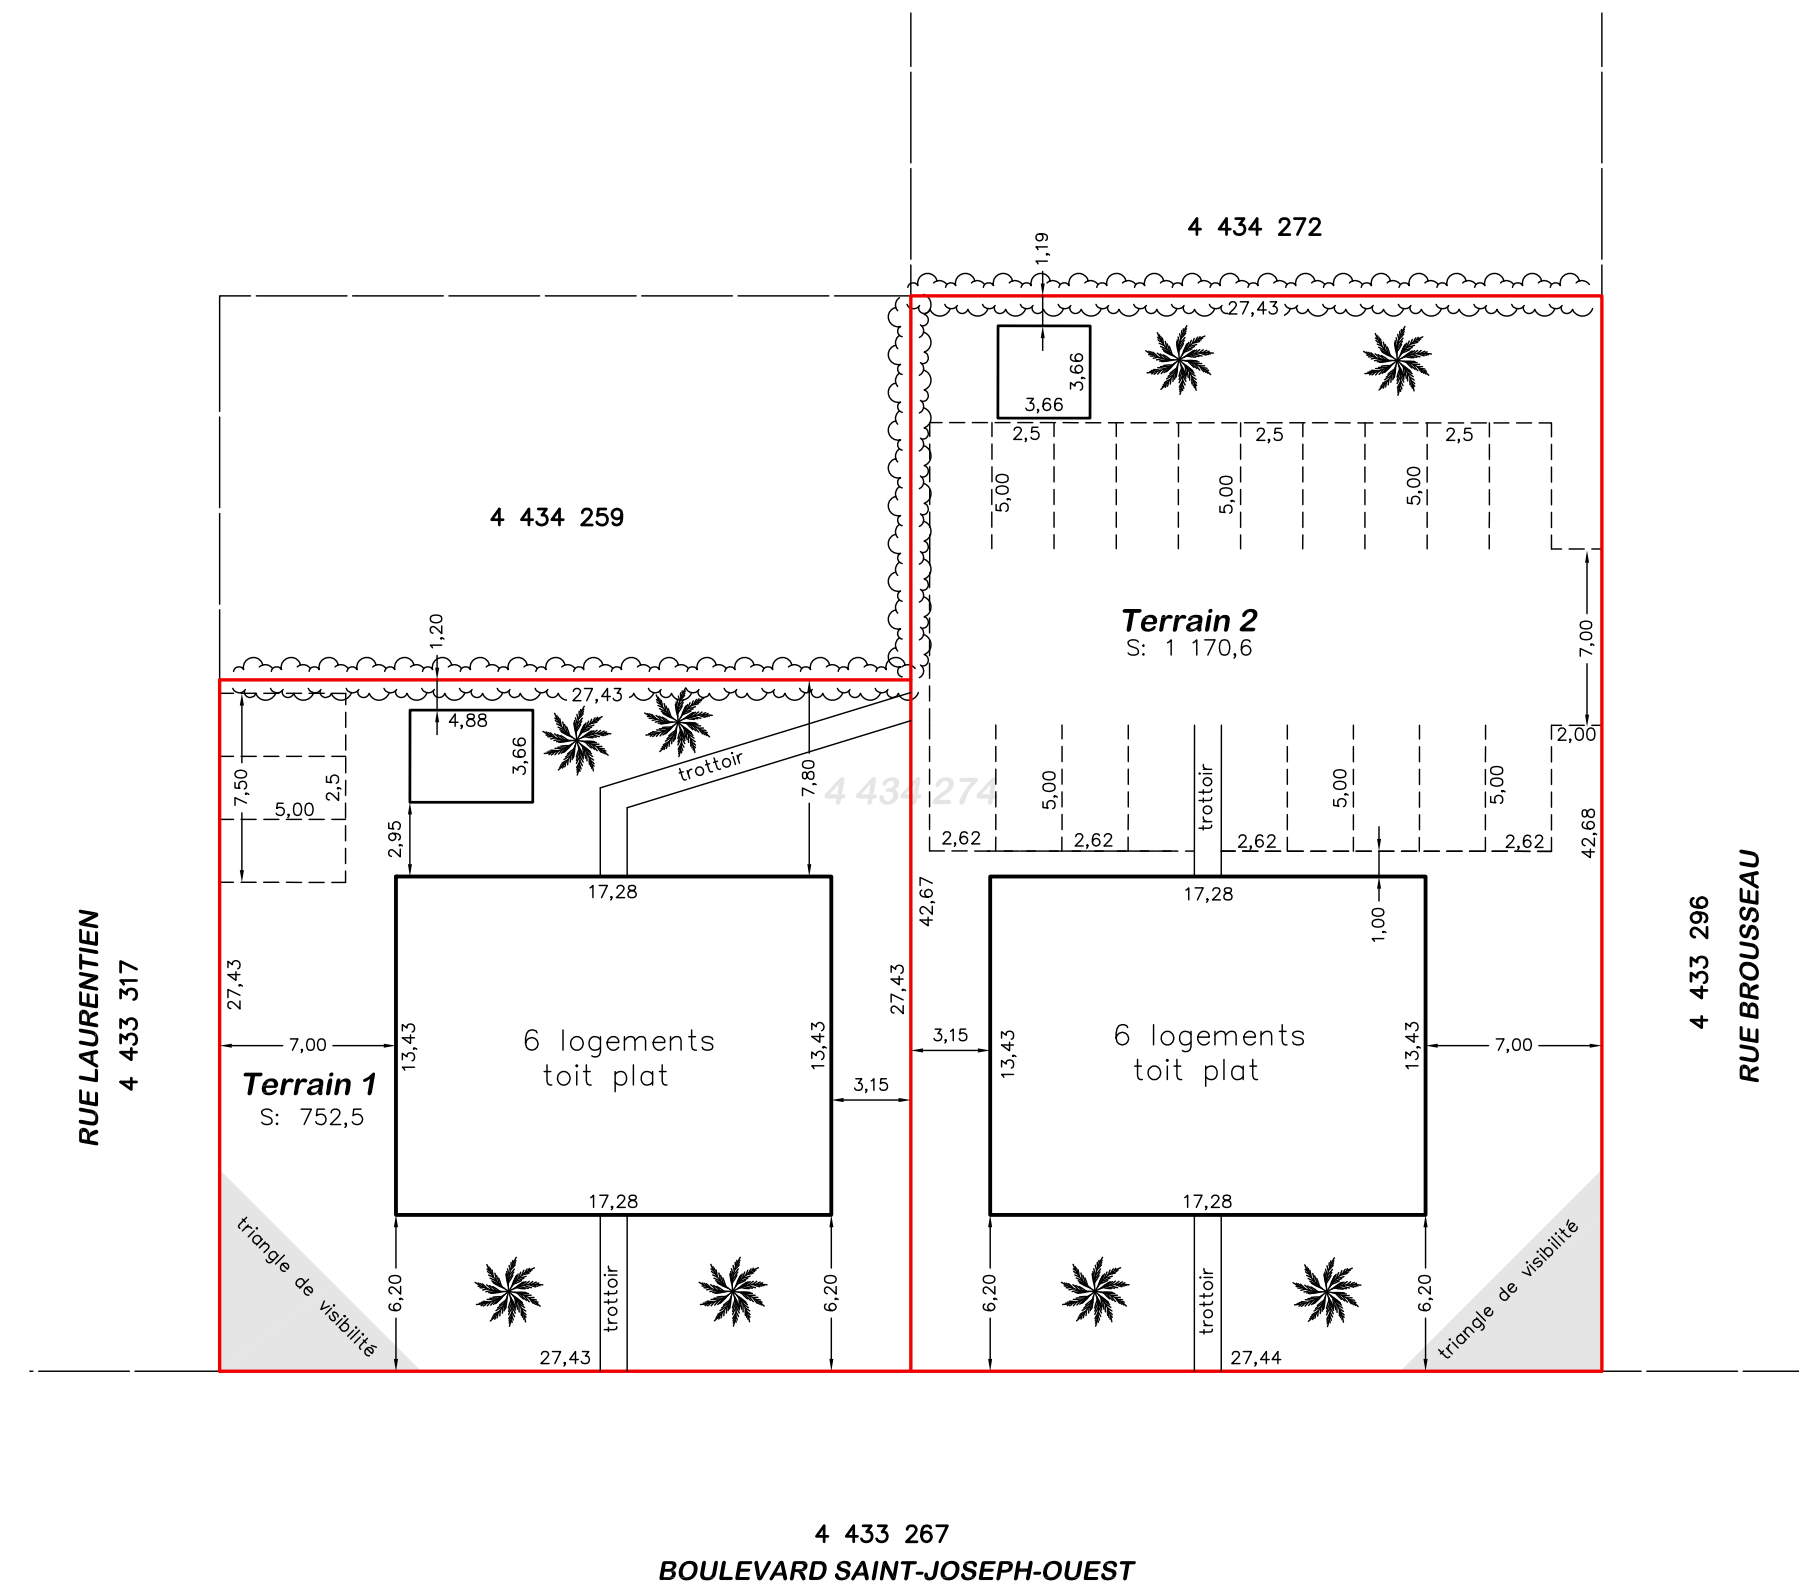 4 434 272
1,19
27,43
3,66
3,66
2,5
2,5
2,5
5,00
5,00
5,00
4 434 259
Terrain 2
S: 1 170,6
7,00
1,20
27,43
4,88
3,66
7,50
2,5
5,00
trottoir
7,80
4 434 274
2,00
trottoir
5,00
5,00
5,00
2,95
2,62
2,62
2,62
2,62
42,68
17,28
17,28
42,67
1,00
RUE LAURENTIEN
4 433 317
27,43
27,43
4 433 296
RUE BROUSSEAU
7,00
13,43
6 logements
toit plat
13,43
3,15
3,15
13,43
6 logements
toit plat
13,43
7,00
Terrain 1
S: 752,5
17,28
17,28
triangle de visibilité
6,20
trottoir
6,20
6,20
trottoir
6,20
triangle de visibilité
27,43
27,44
4 433 267
BOULEVARD SAINT-JOSEPH-OUEST